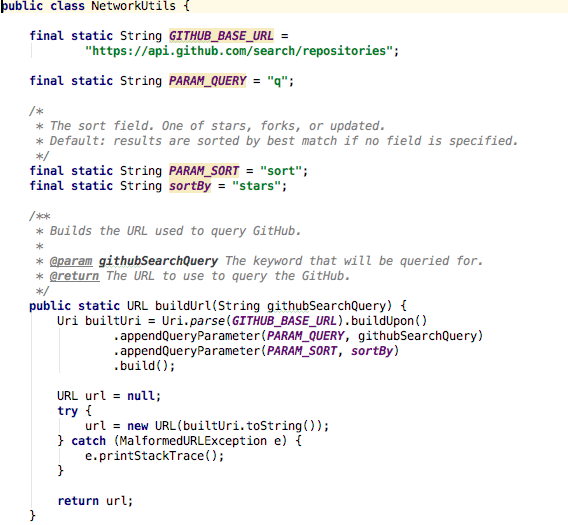 public class NetworkUtils {
final static String GITHUB_BASE_URL =
"https://api.github.com/search/repositories";
final static String PARAM_QUERY = "q";
/*
* The sort field. One of stars, forks, or updated.
* Default: results are sorted by best match if no field is specified.
*/
final static String PARAM_SORT = "sort";
final static String sortBy = "stars";
/**
* Builds the URL used to query GitHub.
*
* @param githubSearchQuery The keyword that will be queried for.
* @return The URL to use to query the GitHub.
*/
public static URL buildUrl(String githubSearchQuery) {
Uri builtUri = Uri.parse(GITHUB_BASE_URL).buildUpon()
.appendQueryParameter(PARAM_QUERY, githubSearchQuery)
.appendQueryParameter(PARAM_SORT, sortBy)
.build();
URL url = null;
try {
url = new URL(builtUri.toString());
} catch (MalformedURLException e) {
e.printStackTrace();
}
return url;
}